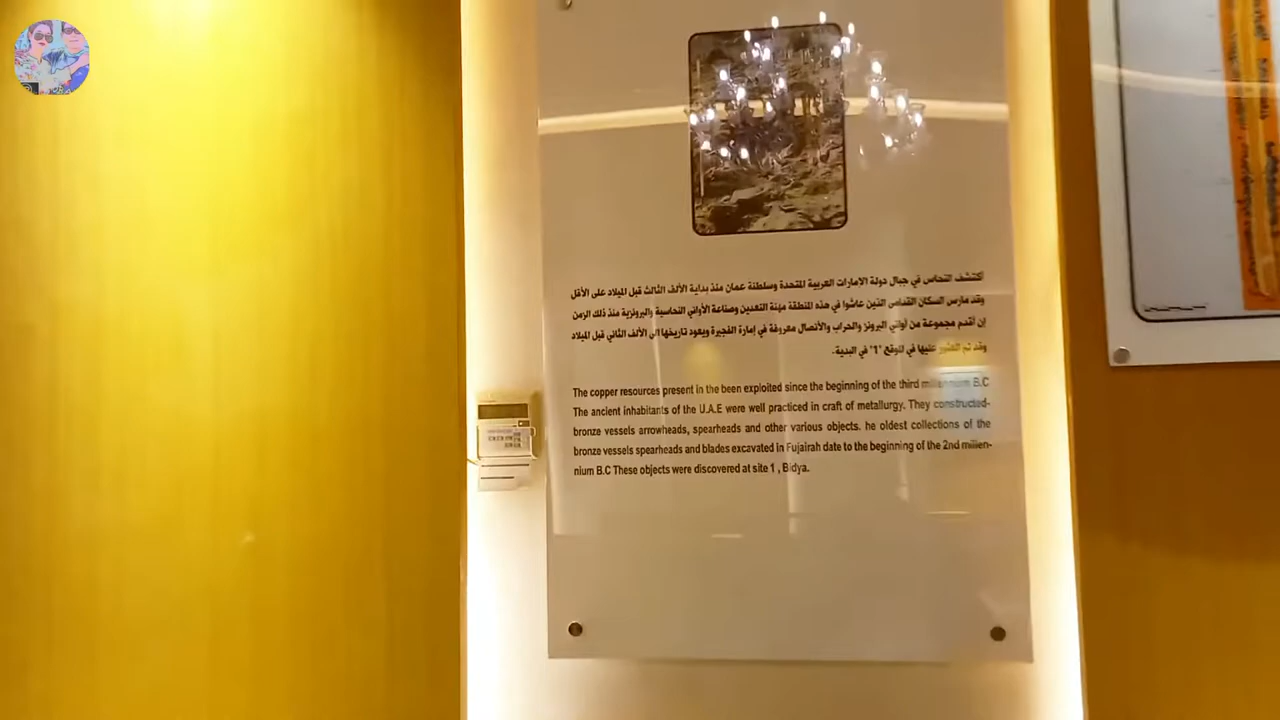 أكتشف النحاس في جبال دولة الامارات العربية المتحدة وسلطنة عمان منذ بداية الألف الثالث قبل الميلاد على الأقل
وقد مارس السكان القدامى الذين عاشوا في هذه المنطقة مهنة التعدين وصناعة الأواني النحاسية والبرونزية منذ ذلك الزمن
إن أقدم مجموعة من أواني البرونز والحراب والأنصال معروفة في إمارة الفجيرة ويعود تاريخها الى الألف الثاني قبل الميلاد
وقد تم العثور عليها في الموقع "1" في البدية.
The copper resources present in the been exploited since the beginning of the third millennium B.C
The ancient inhabitants of the U.A.E were well practiced in craft of metallurgy. They constructed-
bronze vessels arrowheads, spearheads and other various objects. he oldest collections of the
bronze vessels spearheads and blades excavated in Fujairah date to the beginning of the 2nd millen-
nium B.C These objects were discovered at site 1 , Bidya.